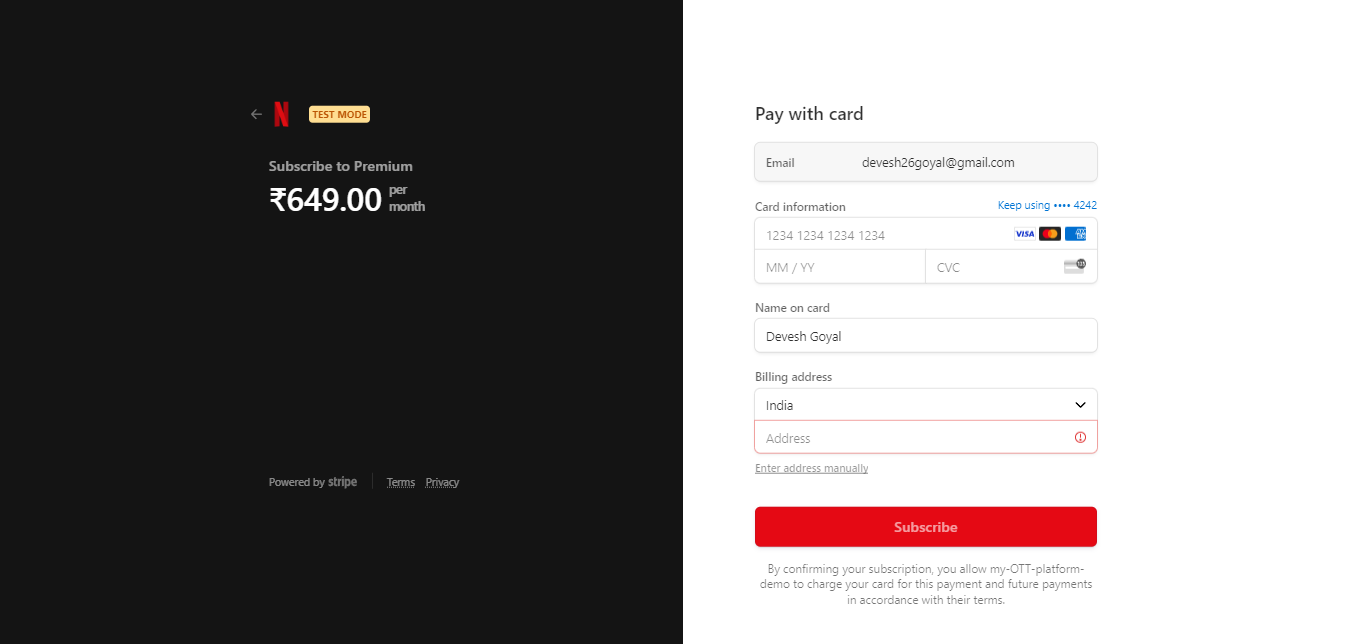 TEST MODE
Subscribe to Premium
₹649.00 per month
Powered by stripe
Terms
Privacy
Pay with card
Email devesh26goyal@gmail.com
Card information Keep using •••• 4242
1234 1234 1234 1234 VISA
MM / YY CVC
Name on card
Devesh Goyal
Billing address
India
Address
Enter address manually
Subscribe
By confirming your subscription, you allow my-OTT-platform-
demo to charge your card for this payment and future payments
in accordance with their terms.